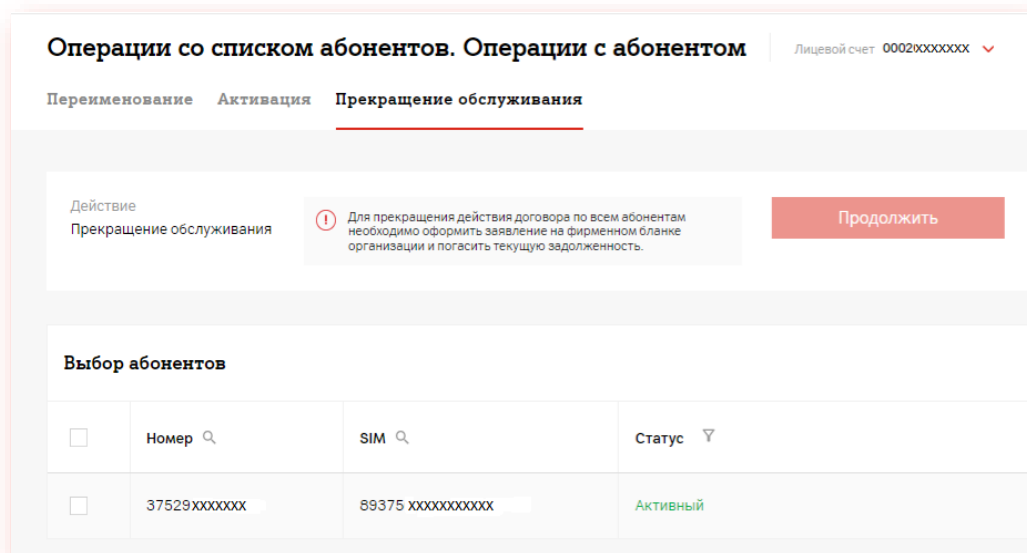 Операции со списком абонентов. Операции с абонентом
Лицевой счет 0002XXXXXXX
Переименование Активация Прекращение обслуживания
Действие
Прекращение обслуживания
Для прекращения действия договора по всем абонентам
необходимо оформить заявление на фирменном бланке
организации и погасить текущую задолженность.
Продолжить
Выбор абонентов
Номер SIM Статус
37529XXXXXXX 89375 XXXXXXXXXXX Активный